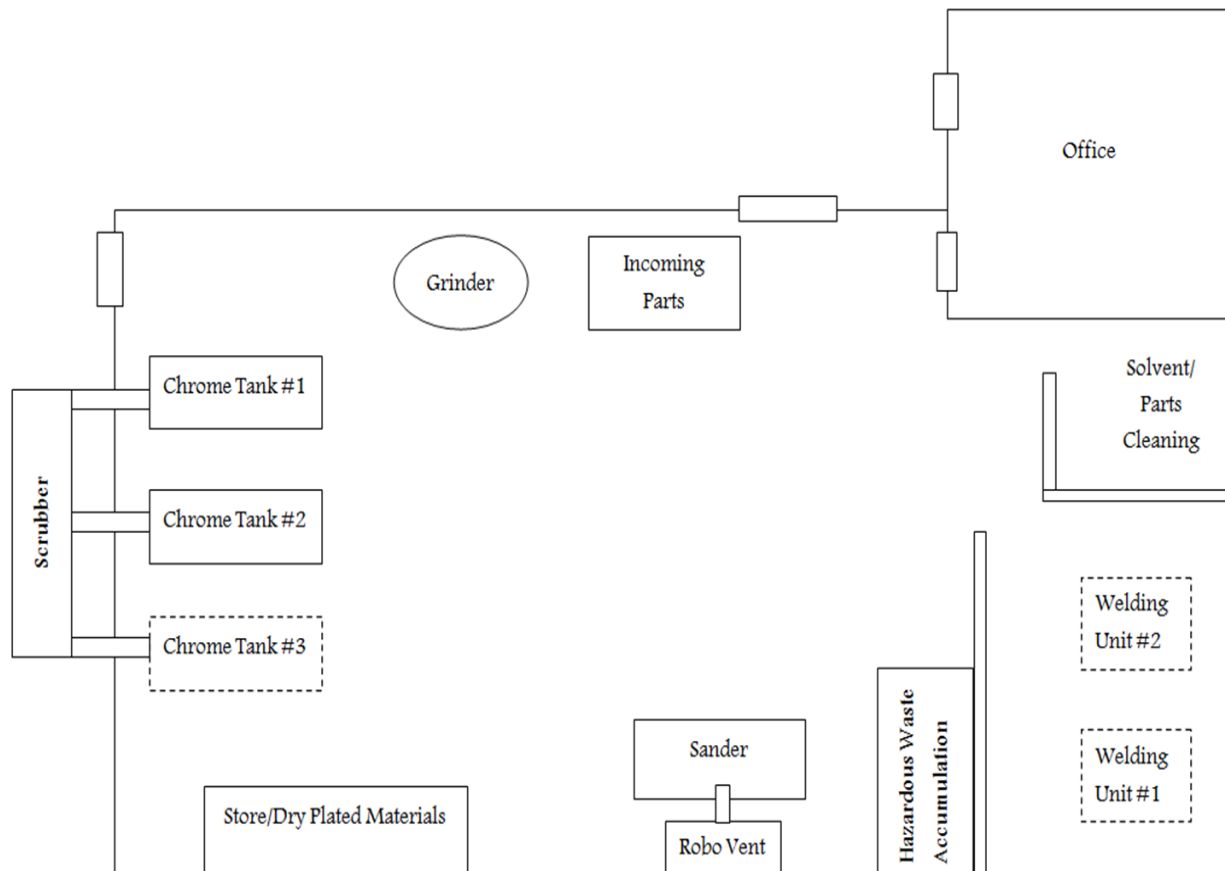 Office
Grinder
Incoming
Parts
Chrome Tank #1
Solvent/
Parts
Cleaning
Scrubber
Chrome Tank #2
Chrome Tank #3
Welding
Unit #2
Sander
Hazardous Waste
Accumulation
Welding
Unit #1
Store/Dry Plated Materials
Robo Vent